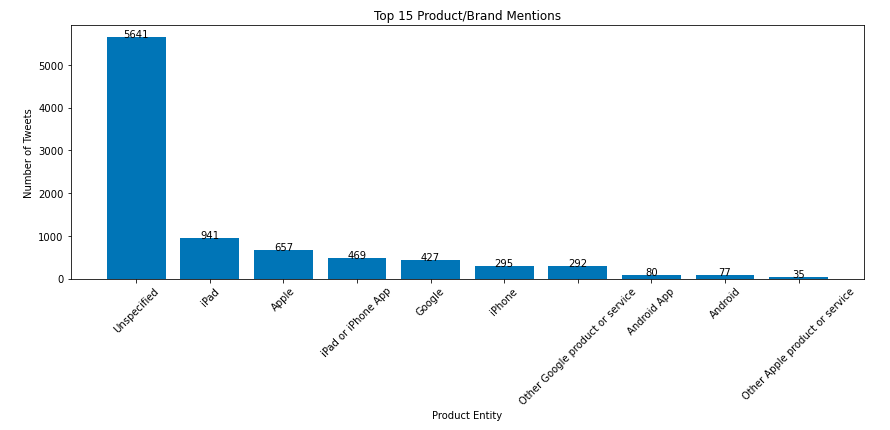 Top 15 Product/Brand Mentions
Number of Tweets
5000
4000
3000
2000
1000
0
5641
941
657
469
427
295
292
80
77
35
Unspecified
iPad
Apple
iPad or iPhone App
Google
iPhone
Other Google product or service
Android App
Android
Other Apple product or service
Product Entity